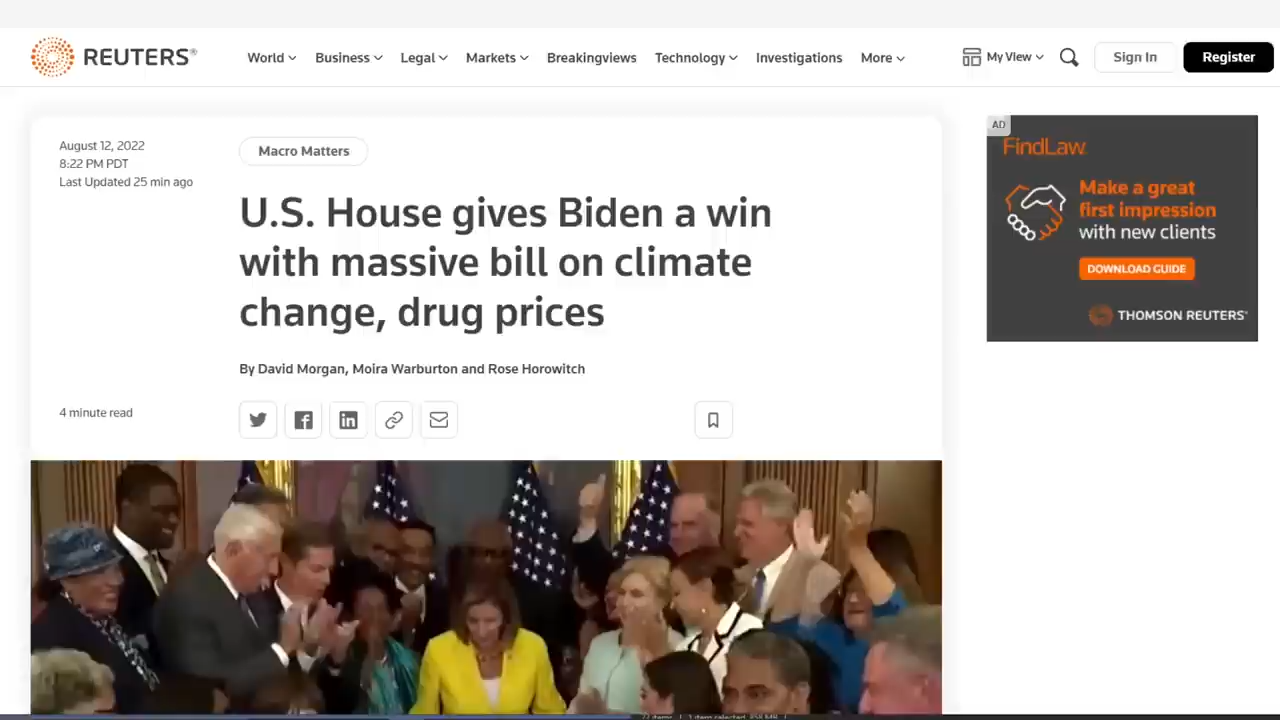 REUTERS®
World
Business
Legal
Markets
Breakingviews
Technology
Investigations
More
My View
Sign In
Register
August 12, 2022
8:22 PM PDT
Last Updated 25 min ago
Macro Matters
U.S. House gives Biden a win
with massive bill on climate
change, drug prices
By David Morgan, Moira Warburton and Rose Horowitch
4 minute read
AD
FindLaw
Make a great
first impression
with new clients
DOWNLOAD GUIDE
THOMSON REUTERS®